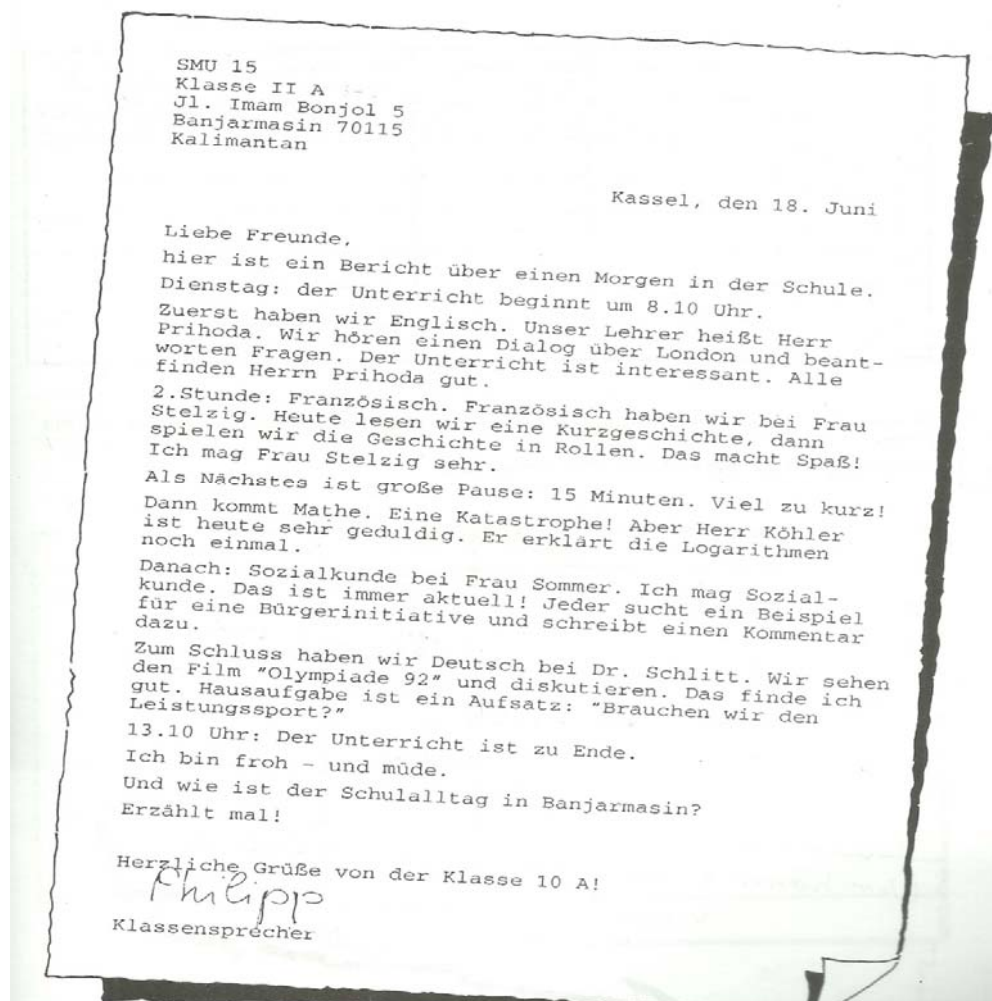 SMU 15
Klasse II A
Jl. Imam Bonjol 5
Banjarmasin 70115
Kalimantan
Kassel, den 18. Juni
Liebe Freunde,
hier ist ein Bericht über einen Morgen in der Schule.
Dienstag: der Unterricht beginnt um 8.10 Uhr.
Zuerst haben wir Englisch. Unser Lehrer heißt Herr
Prihoda. Wir hören einen Dialog über London und beant-
worten Fragen. Der Unterricht ist interessant. Alle
finden Herrn Prihoda gut.
2.Stunde: Französisch. Französisch haben wir bei Frau
Stelzig. Heute lesen wir eine Kurzgeschichte, dann
spielen wir die Geschichte in Rollen. Das macht Spaß!
Ich mag Frau Stelzig sehr.
Als Nächstes ist große Pause: 15 Minuten. Viel zu kurz!
Dann kommt Mathe. Eine Katastrophe! Aber Herr Köhler
ist heute sehr geduldig. Er erklärt die Logarithmen
noch einmal.
Danach: Sozialkunde bei Frau Sommer. Ich mag Sozial-
kunde. Das ist immer aktuell! Jeder sucht ein Beispiel
für eine Bürgerinitiative und schreibt einen Kommentar
dazu.
Zum Schluss haben wir Deutsch bei Dr. Schlitt. Wir sehen
den Film "Olympiade 92" und diskutieren. Das finde ich
gut. Hausaufgabe ist ein Aufsatz: "Brauchen wir den
Leistungssport?"
13.10 Uhr: Der Unterricht ist zu Ende.
Ich bin froh - und müde.
Und wie ist der Schulalltag in Banjarmasin?
Erzählt mal!
Herzliche Grüße von der Klasse 10 A!
Philipp
Klassensprecher